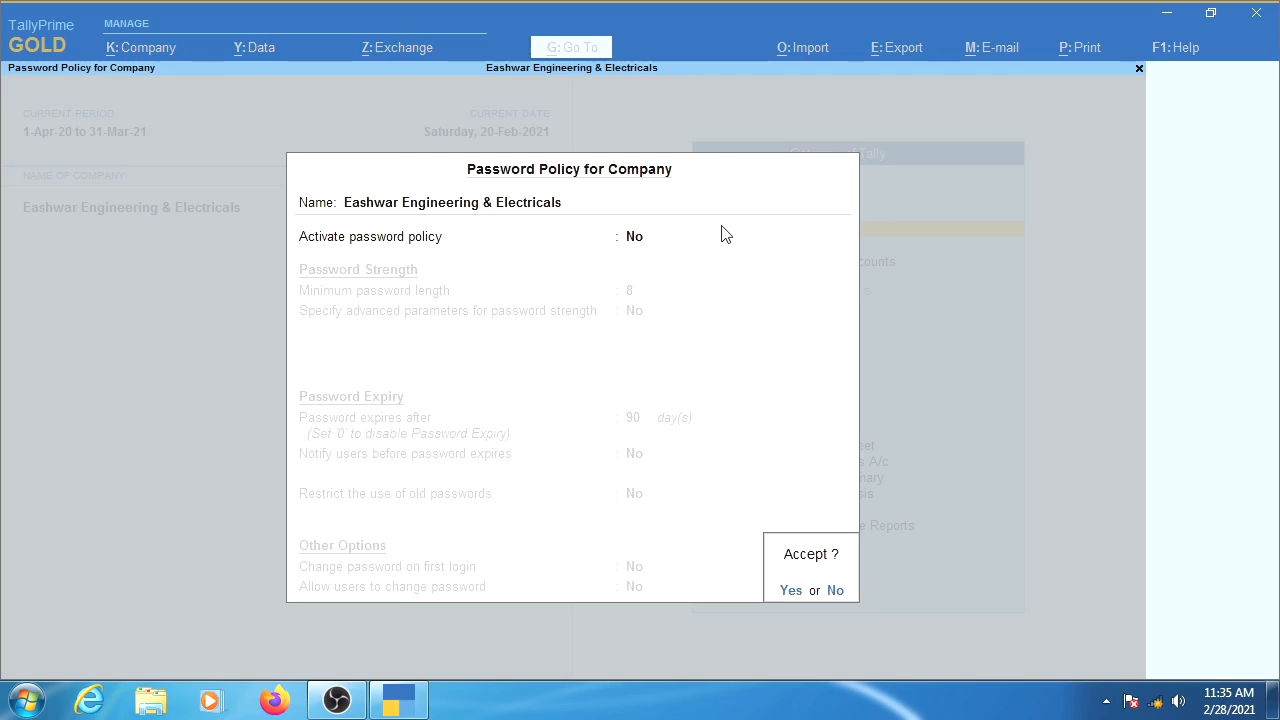 TallyPrime
GOLD
MANAGE
K: Company
Y: Data
Z: Exchange
G: Go To
O: Import
E: Export
M: E-mail
P: Print
F1: Help
Password Policy for Company
Eashwar Engineering & Electricals
CURRENT PERIOD
1-Apr-20 to 31-Mar-21
CURRENT DATE
Saturday, 20-Feb-2021
NAME OF COMPANY
Eashwar Engineering & Electricals
Tally
Password Policy for Company
Name: Eashwar Engineering & Electricals
Activate password policy : No
Password Strength
Minimum password length : 8
Specify advanced parameters for password strength : No
Password Expiry
Password expires after : 90 day(s)
(Set '0' to disable Password Expiry)
Notify users before password expires : No
Restrict the use of old passwords : No
Other Options
Change password on first login : No
Allow users to change password : No
Accept ?
Yes or No
s A/c
Reports
11:35 AM
2/28/2021